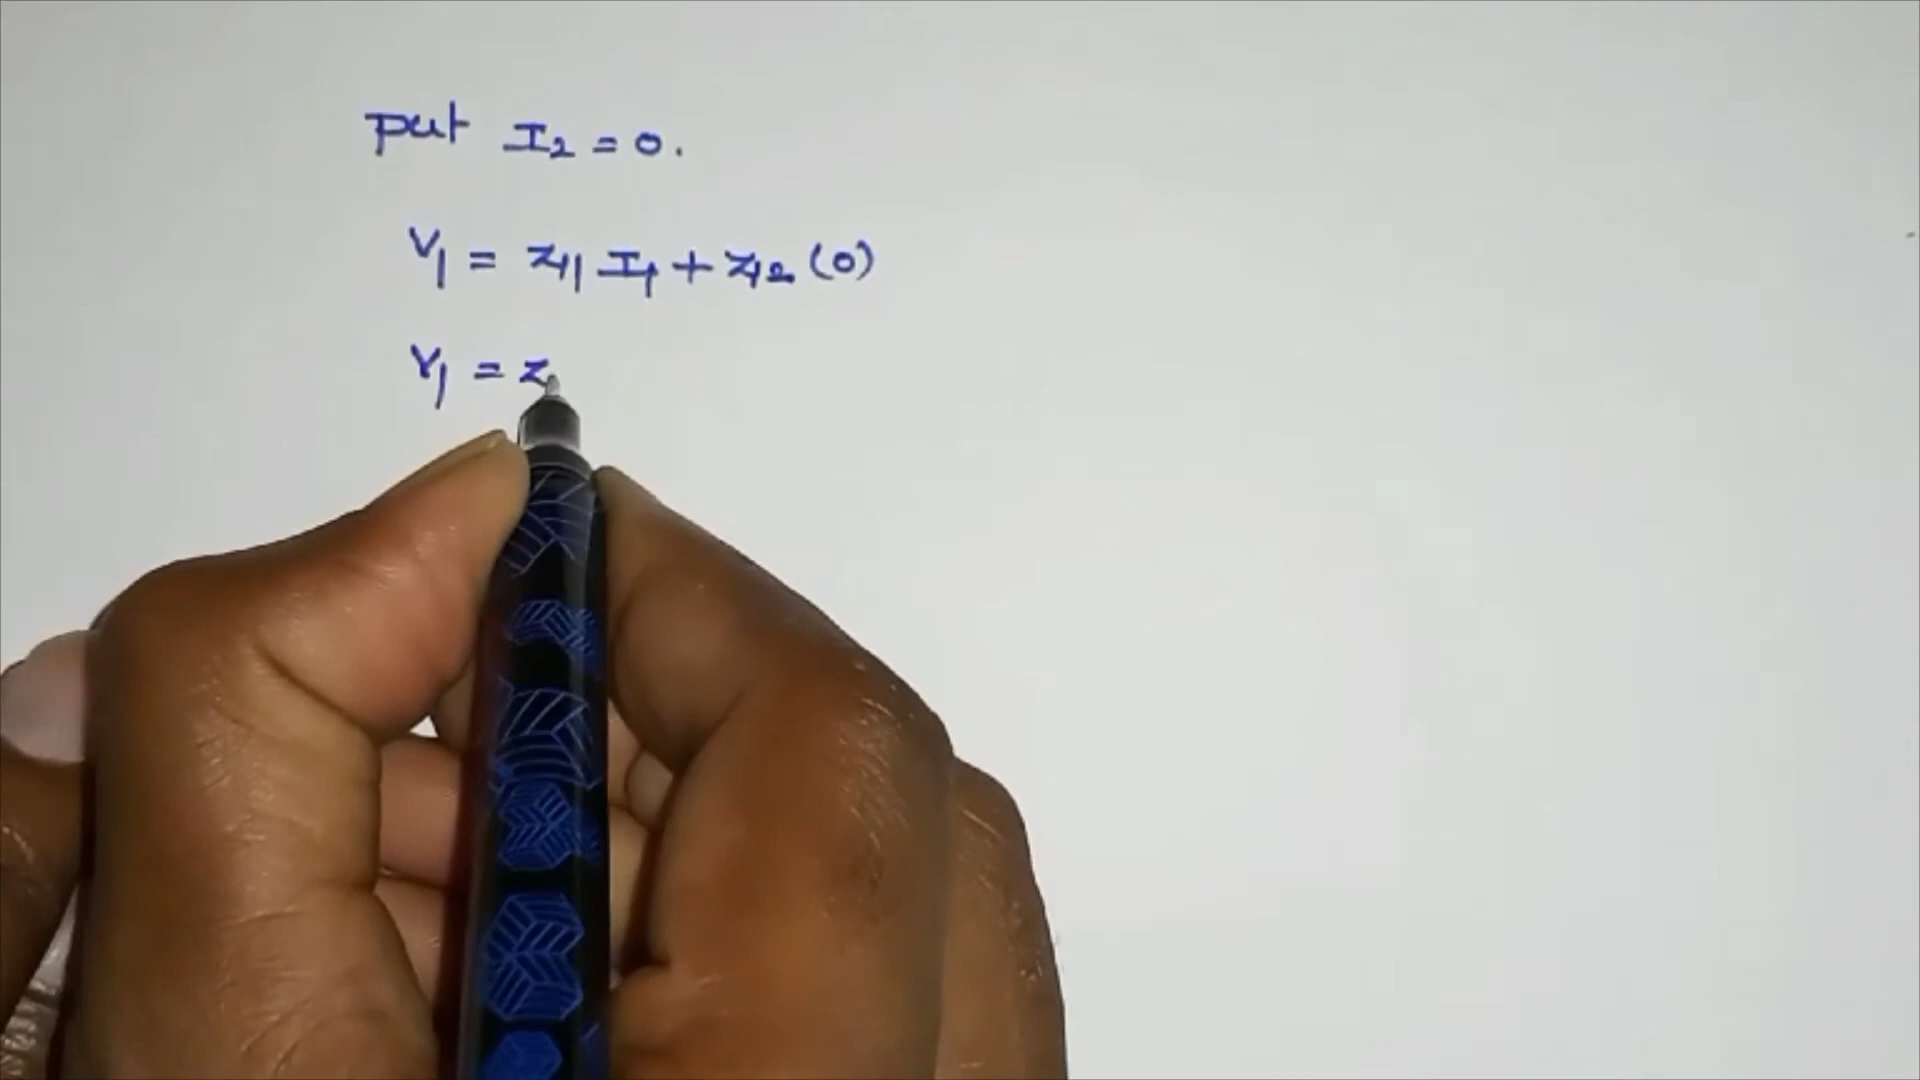 put I₂ = 0.
V₁ = Z₁₁ I₁ + Z₁₂ (0)
V₁ = Z